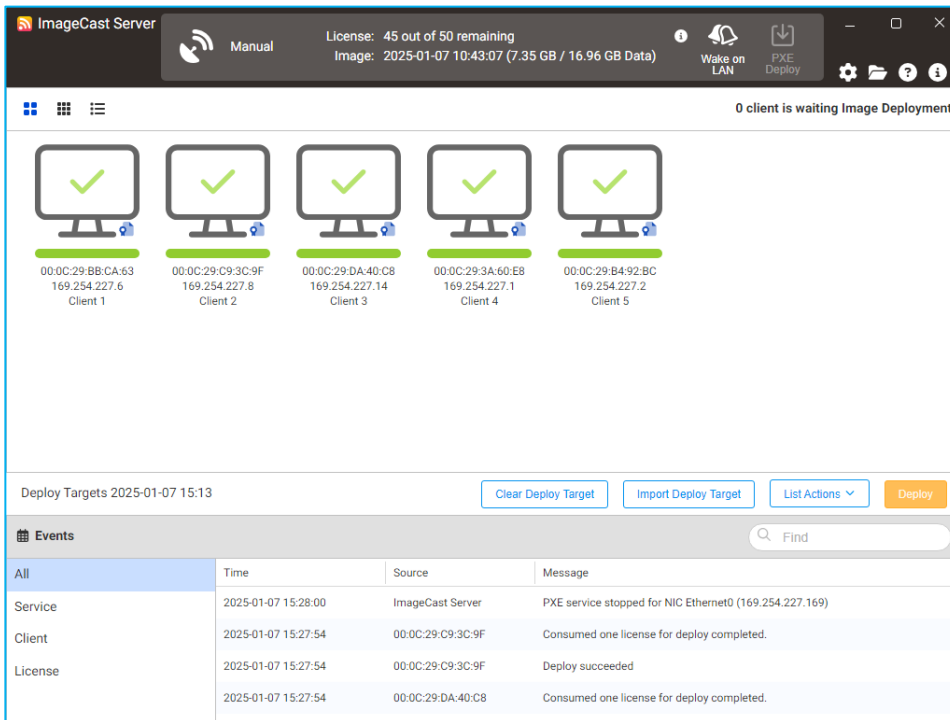 ImageCast Server
Manual
License: 45 out of 50 remaining
Image: 2025-01-07 10:43:07 (7.35 GB / 16.96 GB Data)
Wake on
LAN
PXE
Deploy
0 client is waiting Image Deployment
00:0C:29:BB:CA:63
169.254.227.6
Client 1
00:0C:29:C9:3C:9F
169.254.227.8
Client 2
00:0C:29:DA:40:C8
169.254.227.14
Client 3
00:0C:29:3A:60:E8
169.254.227.1
Client 4
00:0C:29:B4:92:BC
169.254.227.2
Client 5
Deploy Targets 2025-01-07 15:13
Clear Deploy Target
Import Deploy Target
List Actions
Deploy
Events
Find
All
Service
Client
License
Time Source Message
2025-01-07 15:28:00 ImageCast Server PXE service stopped for NIC Ethernet0 (169.254.227.169)
2025-01-07 15:27:54 00:0C:29:C9:3C:9F Consumed one license for deploy completed.
2025-01-07 15:27:54 00:0C:29:C9:3C:9F Deploy succeeded
2025-01-07 15:27:54 00:0C:29:DA:40:C8 Consumed one license for deploy completed.